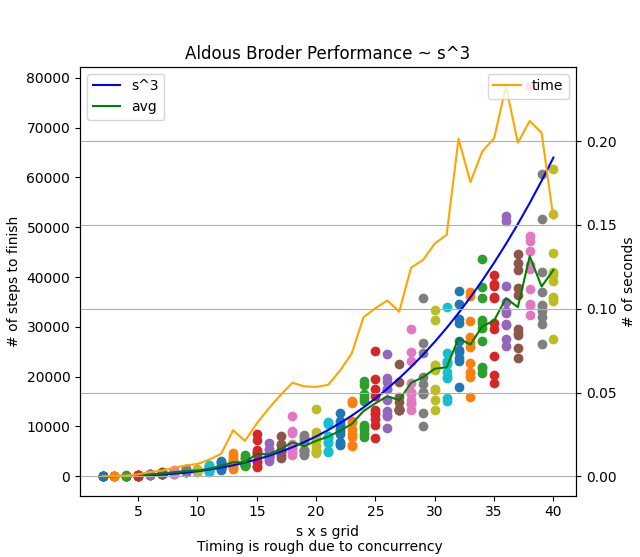 Aldous Broder Performance ~ s^3
s^3
avg
time
# of steps to finish
80000
70000
60000
50000
40000
30000
20000
10000
0
0.20
0.15
0.10
0.05
0.00
# of seconds
5 10 15 20 25 30 35 40
s x s grid
Timing is rough due to concurrency